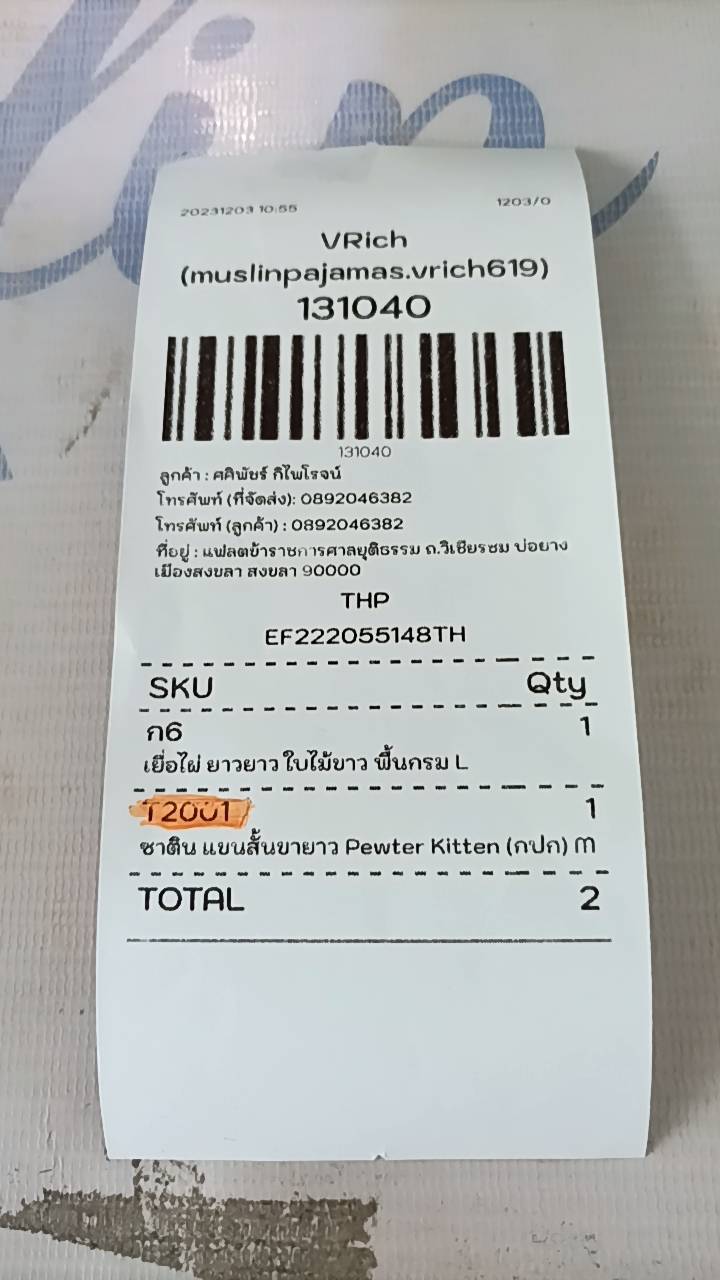 lin
20231203 10:55
1203/0
VRich
(muslinpajamas.vrich619)
131040
131040
ลูกค้า : ศศิพัชร์ กิไพโรจน์
โทรศัพท์ (ที่จัดส่ง): 0892046382
โทรศัพท์ (ลูกค้า) : 0892046382
ที่อยู่ : แฟลตข้าราชการศาลยุติธรรม ถ.วิเชียรชม บ่อยาง
เมืองสงขลา สงขลา 90000
THP
EF222055148TH
SKU Qty
ก6 1
เยื่อไผ่ ยาวยาว ใบไม้ขาว พื้นกรม L
T2001 1
ซาติน แขนสั้นขายาว Pewter Kitten (กปก) m
TOTAL 2